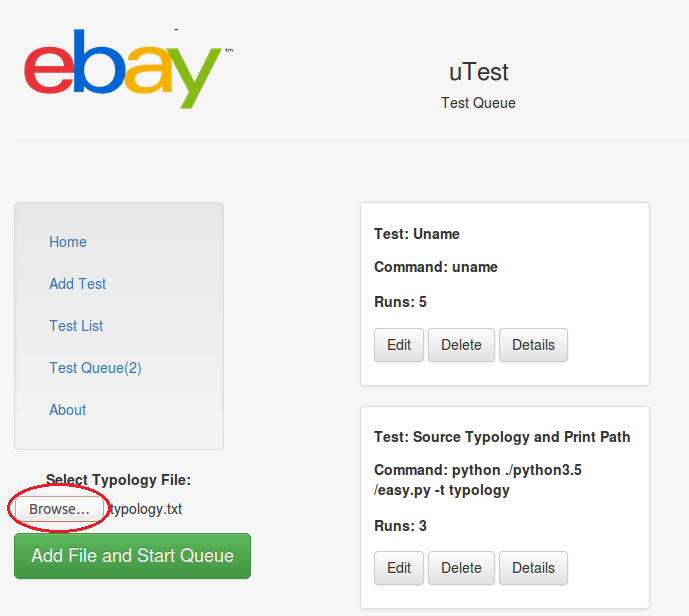 ebay™
uTest
Test Queue
Home
Add Test
Test List
Test Queue(2)
About
Select Typology File:
Browse... typology.txt
Add File and Start Queue
Test: Uname
Command: uname
Runs: 5
Edit Delete Details
Test: Source Typology and Print Path
Command: python ./python3.5
/easy.py -t typology
Runs: 3
Edit Delete Details